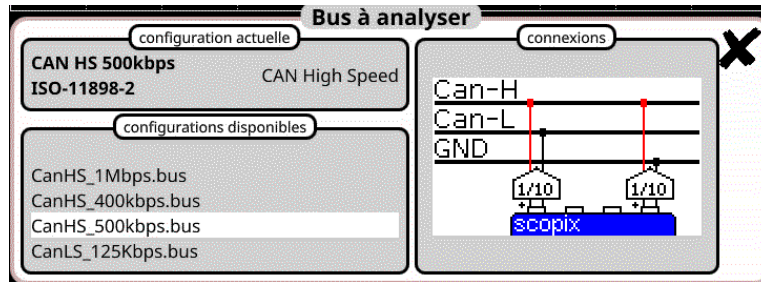 Bus à analyser
configuration actuelle
CAN HS 500kbps
ISO-11898-2
CAN High Speed
configurations disponibles
CanHS_1Mbps.bus
CanHS_400kbps.bus
CanHS_500kbps.bus
CanLS_125Kbps.bus
connexions
Can-H
Can-L
GND
1/10 1/10
+ +
scopix